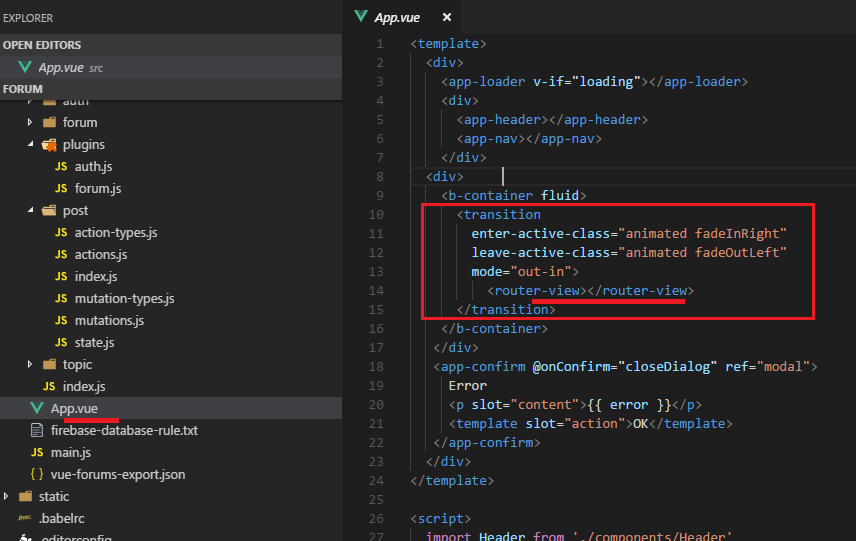 EXPLORER
OPEN EDITORS
App.vue src
FORUM
auth
forum
plugins
JS auth.js
JS forum.js
post
JS action-types.js
JS actions.js
JS index.js
JS mutation-types.js
JS mutations.js
JS state.js
topic
JS index.js
App.vue
firebase-database-rule.txt
JS main.js
{ } vue-forums-export.json
static
.babelrc
.editorconfig
App.vue ×
1 <template>
2 <div>
3 <app-loader v-if="loading"></app-loader>
4 <div>
5 <app-header></app-header>
6 <app-nav></app-nav>
7 </div>
8 <div>
9 <b-container fluid>
10 <transition
11 enter-active-class="animated fadeInRight"
12 leave-active-class="animated fadeOutLeft"
13 mode="out-in">
14 <router-view></router-view>
15 </transition>
16 </b-container>
17 </div>
18 <app-confirm @onConfirm="closeDialog" ref="modal">
19 Error
20 <p slot="content">{{ error }}</p>
21 <template slot="action">OK</template>
22 </app-confirm>
23 </div>
24 </template>
25
26 <script>
27 import Header from './components/Header'